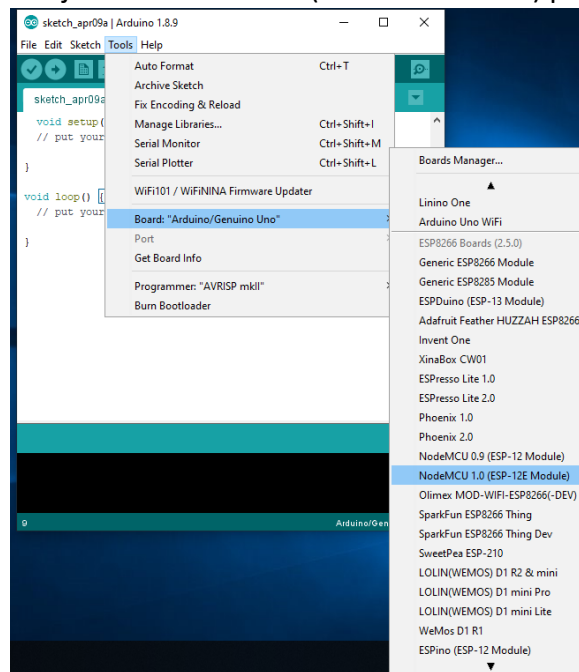 sketch_apr09a | Arduino 1.8.9
File Edit Sketch Tools Help
sketch_apr09a
void setup(
// put your
}
void loop() {
// put your
}
Auto Format Ctrl+T
Archive Sketch
Fix Encoding & Reload
Manage Libraries... Ctrl+Shift+I
Serial Monitor Ctrl+Shift+M
Serial Plotter Ctrl+Shift+L
WiFi101 / WiFiNINA Firmware Updater
Board: "Arduino/Genuino Uno"
Port
Get Board Info
Programmer: "AVRISP mkII"
Burn Bootloader
Boards Manager...
Linino One
Arduino Uno WiFi
ESP8266 Boards (2.5.0)
Generic ESP8266 Module
Generic ESP8285 Module
ESPDuino (ESP-13 Module)
Adafruit Feather HUZZAH ESP8266
Invent One
XinaBox CW01
ESPresso Lite 1.0
ESPresso Lite 2.0
Phoenix 1.0
Phoenix 2.0
NodeMCU 0.9 (ESP-12 Module)
NodeMCU 1.0 (ESP-12E Module)
Olimex MOD-WIFI-ESP8266(-DEV)
SparkFun ESP8266 Thing
SparkFun ESP8266 Thing Dev
SweetPea ESP-210
LOLIN(WEMOS) D1 R2 & mini
LOLIN(WEMOS) D1 mini Pro
LOLIN(WEMOS) D1 mini Lite
WeMos D1 R1
ESPino (ESP-12 Module)
9 Arduino/Gen